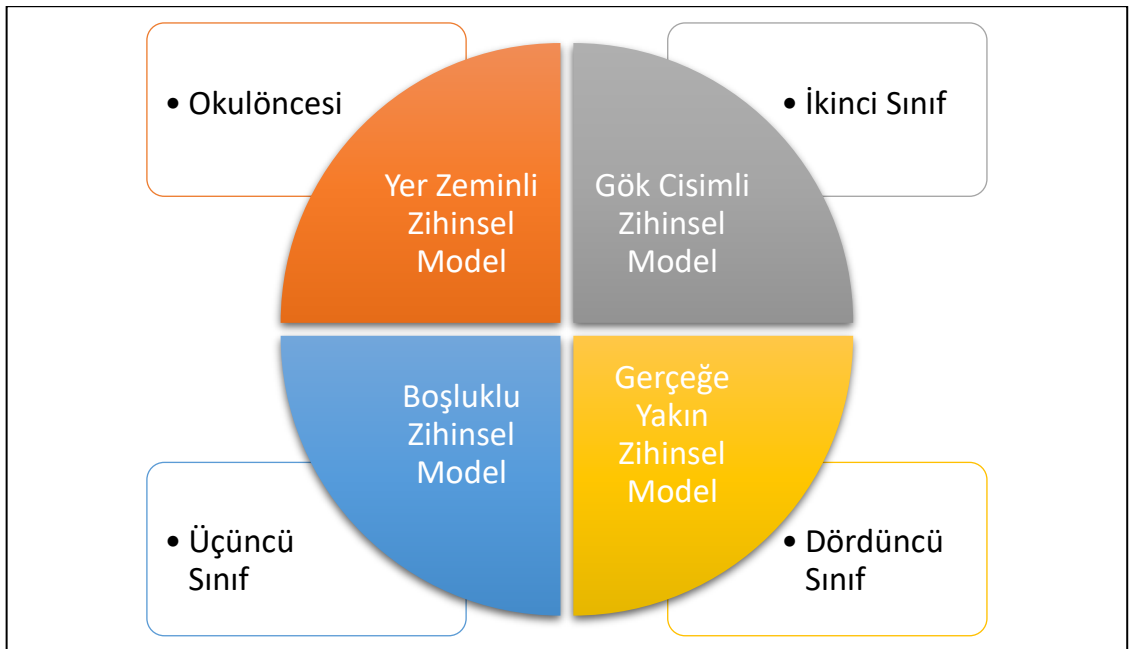 • Okulöncesi
Yer Zeminli
Zihinsel
Model
Gök Cisimli
Zihinsel
Model
• İkinci Sınıf
• Üçüncü
Sınıf
Boşluklu
Zihinsel
Model
Gerçeğe
Yakın
Zihinsel
Model
• Dördüncü
Sınıf